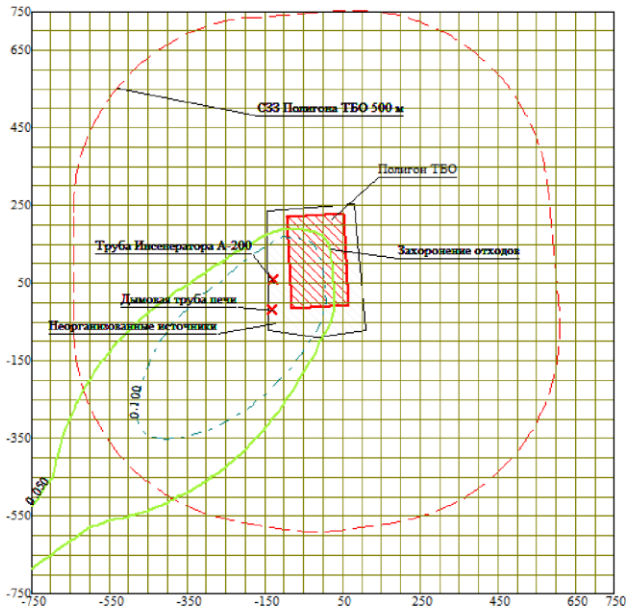 750
650
СЗЗ Полигона ТБО 500 м
450
Полигон ТБО
250
Труба Инсенератора А-200
Захоронение отходов
50
Дымовая труба печи
Неорганизованные источники
-150
0.100
-350
0.050
-550
-750
-750 -550 -350 -150 50 250 450 550 750